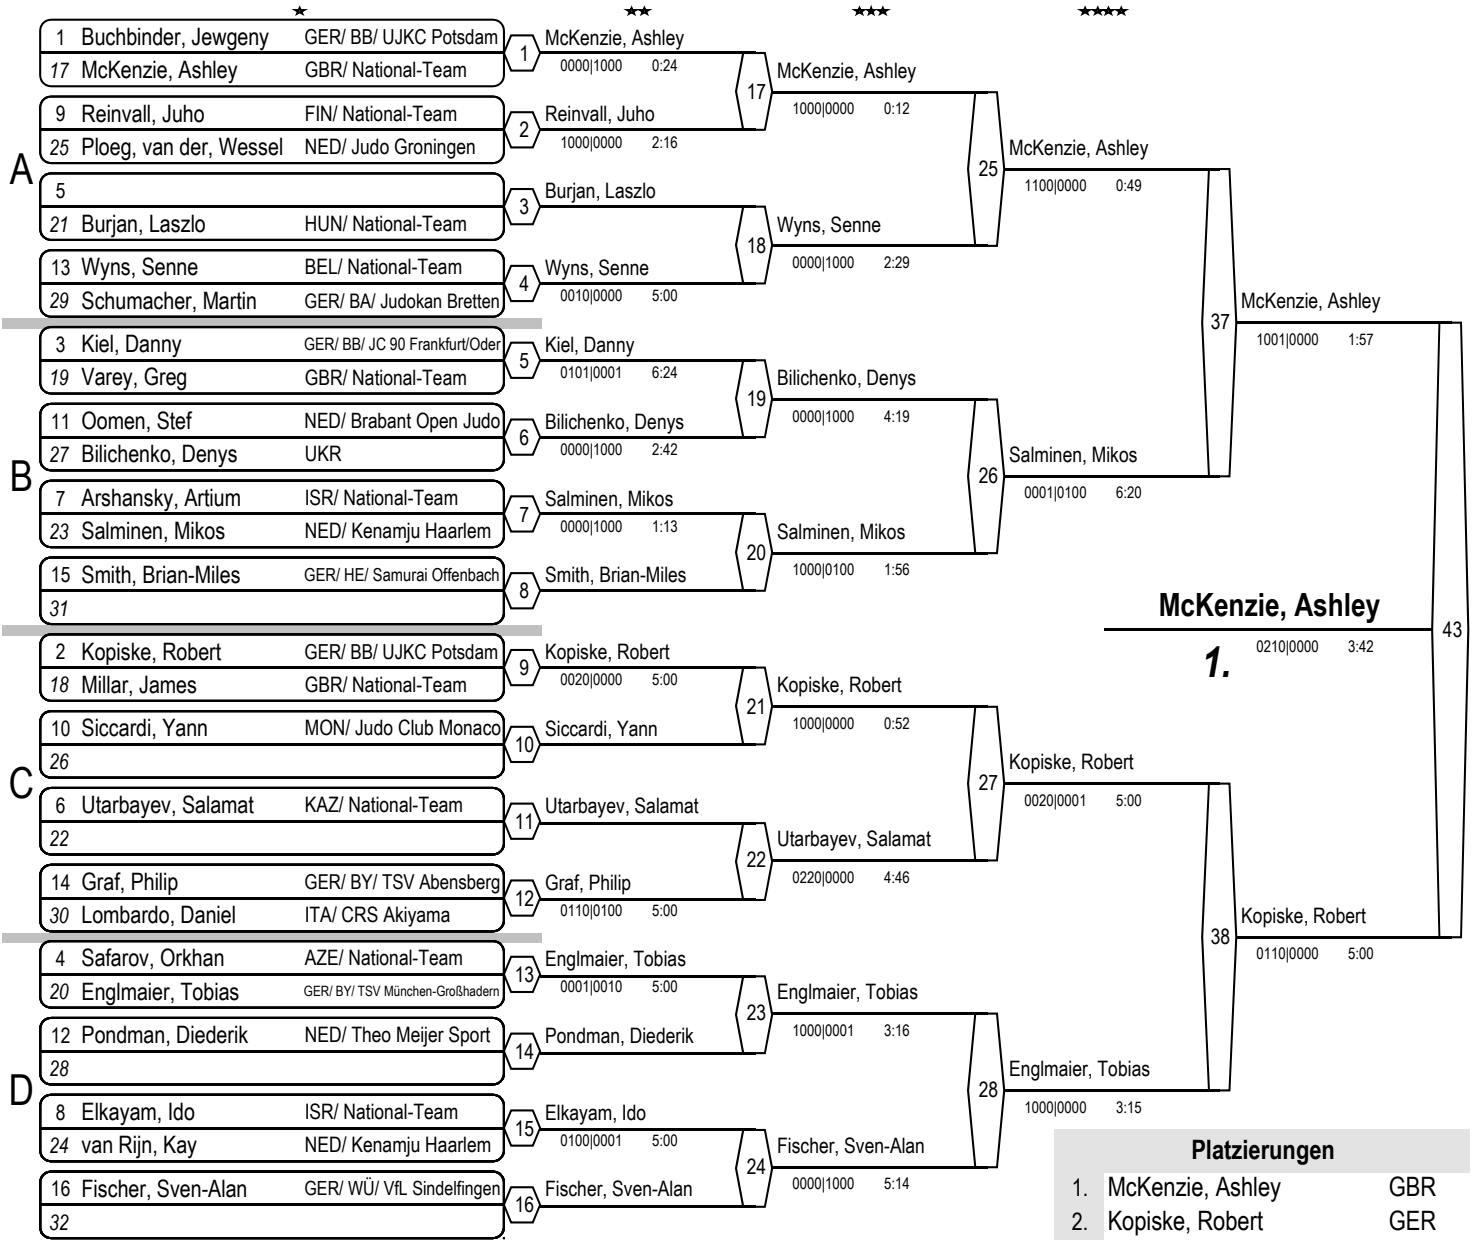 ★ ★★ ★★★ ★★★★
A
1 Buchbinder, Jewgeny GER/ BB/ UJKC Potsdam
17 McKenzie, Ashley GBR/ National-Team
9 Reinvall, Juho FIN/ National-Team
25 Ploeg, van der, Wessel NED/ Judo Groningen
5
21 Burjan, Laszlo HUN/ National-Team
13 Wyns, Senne BEL/ National-Team
29 Schumacher, Martin GER/ BA/ Judokan Bretten
B
3 Kiel, Danny GER/ BB/ JC 90 Frankfurt/Oder
19 Varey, Greg GBR/ National-Team
11 Oomen, Stef NED/ Brabant Open Judo
27 Bilichenko, Denys UKR
7 Arshansky, Artium ISR/ National-Team
23 Salminen, Mikos NED/ Kenamju Haarlem
15 Smith, Brian-Miles GER/ HE/ Samurai Offenbach
31
C
2 Kopiske, Robert GER/ BB/ UJKC Potsdam
18 Millar, James GBR/ National-Team
10 Siccardi, Yann MON/ Judo Club Monaco
26
6 Utarbayev, Salamat KAZ/ National-Team
22
14 Graf, Philip GER/ BY/ TSV Abensberg
30 Lombardo, Daniel ITA/ CRS Akiyama
D
4 Safarov, Orkhan AZE/ National-Team
20 Englmaier, Tobias GER/ BY/ TSV München-Großhadern
12 Pondman, Diederik NED/ Theo Meijer Sport
28
8 Elkayam, Ido ISR/ National-Team
24 van Rijn, Kay NED/ Kenamju Haarlem
16 Fischer, Sven-Alan GER/ WÜ/ VfL Sindelfingen
32
1 McKenzie, Ashley
0000|1000 0:24
2 Reinvall, Juho
1000|0000 2:16
3 Burjan, Laszlo
4 Wyns, Senne
0010|0000 5:00
5 Kiel, Danny
0101|0001 6:24
6 Bilichenko, Denys
0000|1000 2:42
7 Salminen, Mikos
0000|1000 1:13
8 Smith, Brian-Miles
9 Kopiske, Robert
0020|0000 5:00
10 Siccardi, Yann
11 Utarbayev, Salamat
12 Graf, Philip
0110|0100 5:00
13 Englmaier, Tobias
0001|0010 5:00
14 Pondman, Diederik
15 Elkayam, Ido
0100|0001 5:00
16 Fischer, Sven-Alan
17 McKenzie, Ashley
1000|0000 0:12
18 Wyns, Senne
0000|1000 2:29
19 Bilichenko, Denys
0000|1000 4:19
20 Salminen, Mikos
1000|0100 1:56
21 Kopiske, Robert
1000|0000 0:52
22 Utarbayev, Salamat
0220|0000 4:46
23 Englmaier, Tobias
1000|0001 3:16
24 Fischer, Sven-Alan
0000|1000 5:14
25 McKenzie, Ashley
1100|0000 0:49
26 Salminen, Mikos
0001|0100 6:20
27 Kopiske, Robert
0020|0001 5:00
28 Englmaier, Tobias
1000|0000 3:15
37 McKenzie, Ashley
1001|0000 1:57
38 Kopiske, Robert
0110|0000 5:00
43
McKenzie, Ashley
1. 0210|0000 3:42
Platzierungen
1. McKenzie, Ashley GBR
2. Kopiske, Robert GER